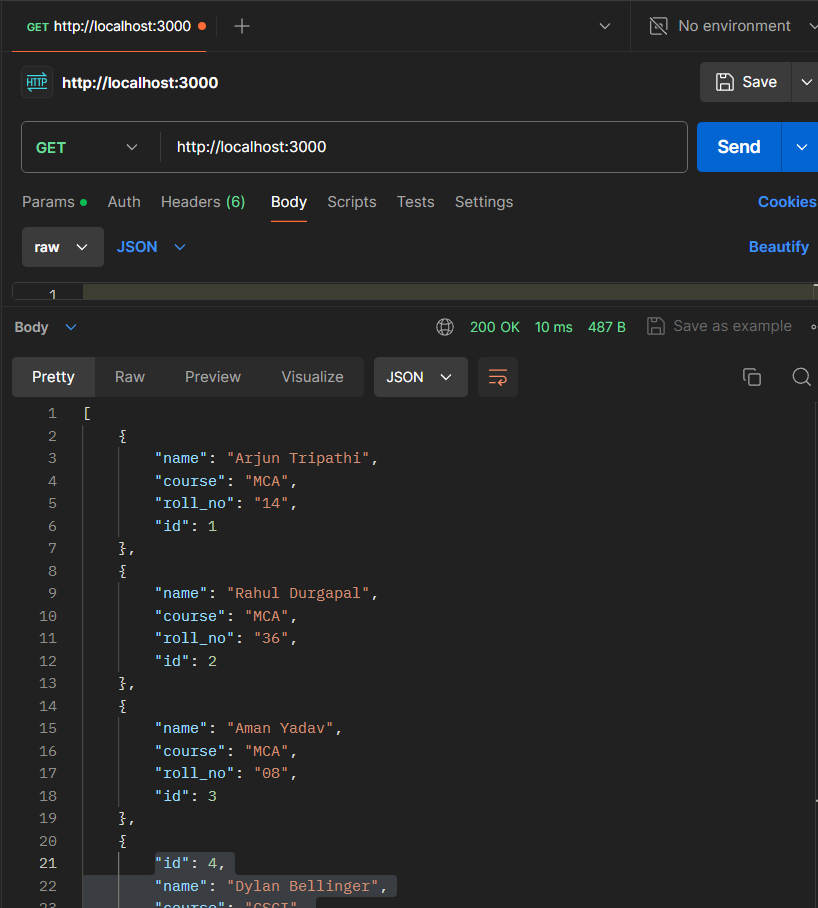 GET http://localhost:3000
No environment
HTTP http://localhost:3000
Save
GET http://localhost:3000 Send
Params Auth Headers (6) Body Scripts Tests Settings Cookies
raw JSON Beautify
1
Body 200 OK 10 ms 487 B Save as example
Pretty Raw Preview Visualize JSON
1 [
2 {
3 "name": "Arjun Tripathi",
4 "course": "MCA",
5 "roll_no": "14",
6 "id": 1
7 },
8 {
9 "name": "Rahul Durgapal",
10 "course": "MCA",
11 "roll_no": "36",
12 "id": 2
13 },
14 {
15 "name": "Aman Yadav",
16 "course": "MCA",
17 "roll_no": "08",
18 "id": 3
19 },
20 {
21 "id": 4,
22 "name": "Dylan Bellinger",
23 "course": "CSCI",